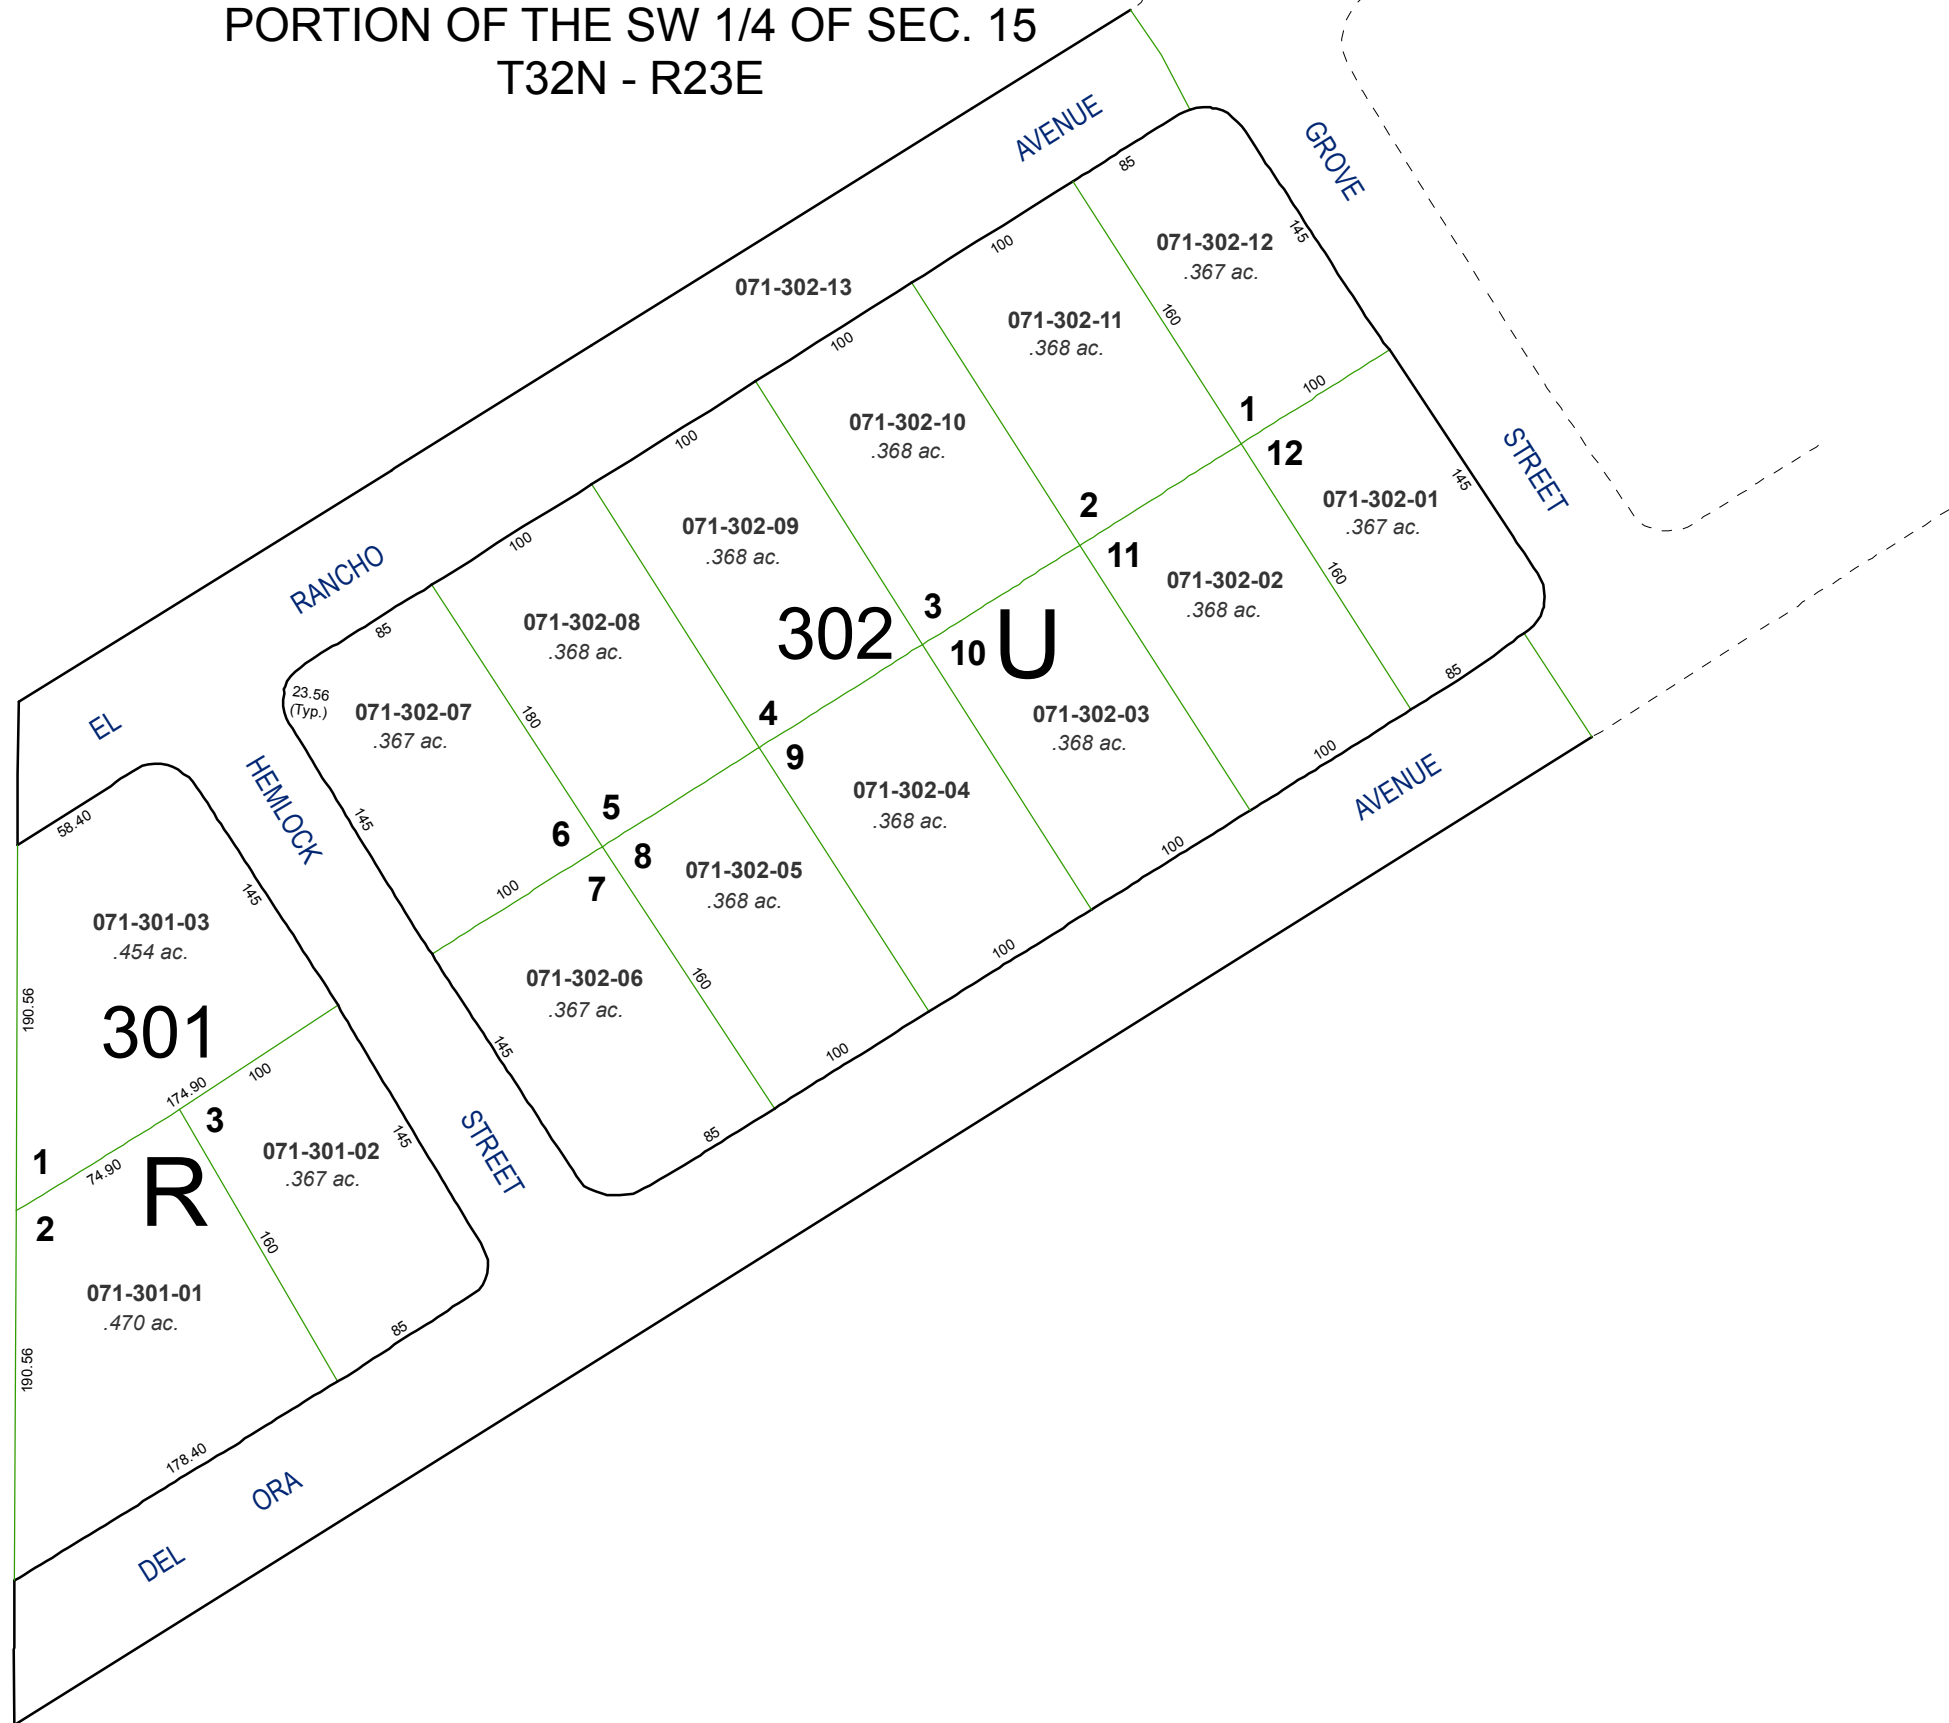 PORTION OF THE SW 1/4 OF SEC. 15
T32N - R23E
AVENUE
GROVE
85
145
071-302-12
.367 ac.
100
071-302-13
160
071-302-11
.368 ac.
100
100
1
071-302-10
.368 ac.
12
STREET
100
145
2
071-302-01
.367 ac.
071-302-09
.368 ac.
11
100
RANCHO
071-302-02
.368 ac.
160
3
302
U
10
85
071-302-08
.368 ac.
85
23.56
(Typ.)
071-302-07
.367 ac.
180
4
071-302-03
.368 ac.
EL
9
100
AVENUE
HEMLOCK
58.40
145
5
6
071-302-04
.368 ac.
8
100
7
100
071-302-05
.368 ac.
145
071-301-03
.454 ac.
100
160
071-302-06
.367 ac.
190.56
301
145
100
100
174.90
3
STREET
85
145
071-301-02
.367 ac.
1
74.90
R
2
160
071-301-01
.470 ac.
85
190.56
178.40
ORA
DEL